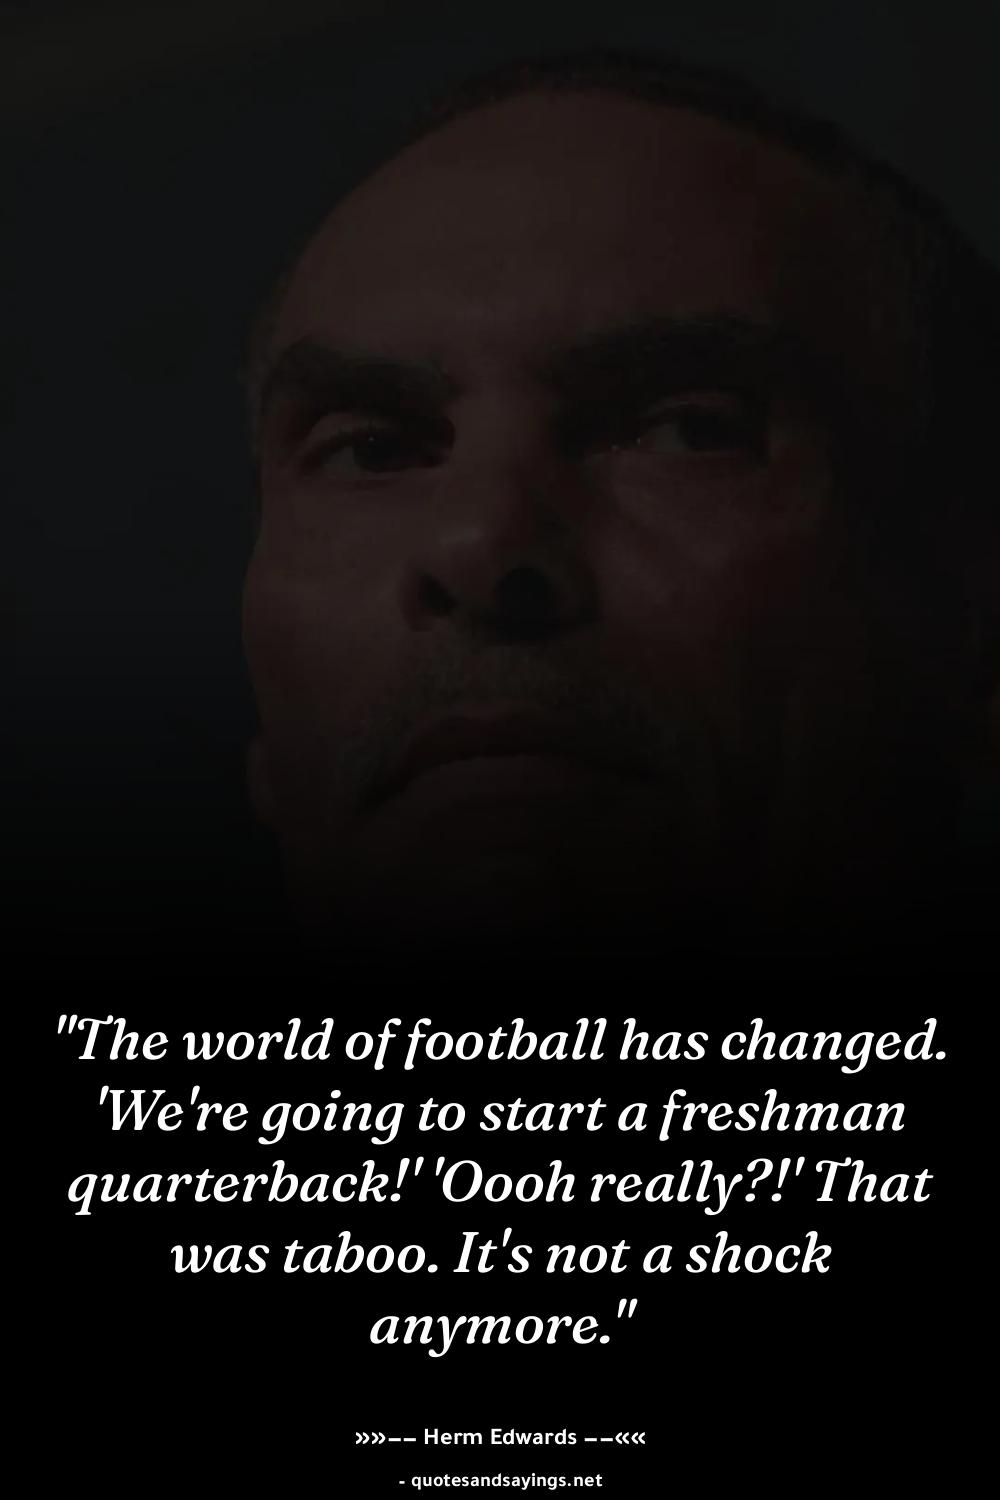 "The world of football has changed.
'We're going to start a freshman
quarterback!' 'Oooh really?!' That
was taboo. It's not a shock
anymore."
»»−− Herm Edwards −−««
- quotesandsayings.net